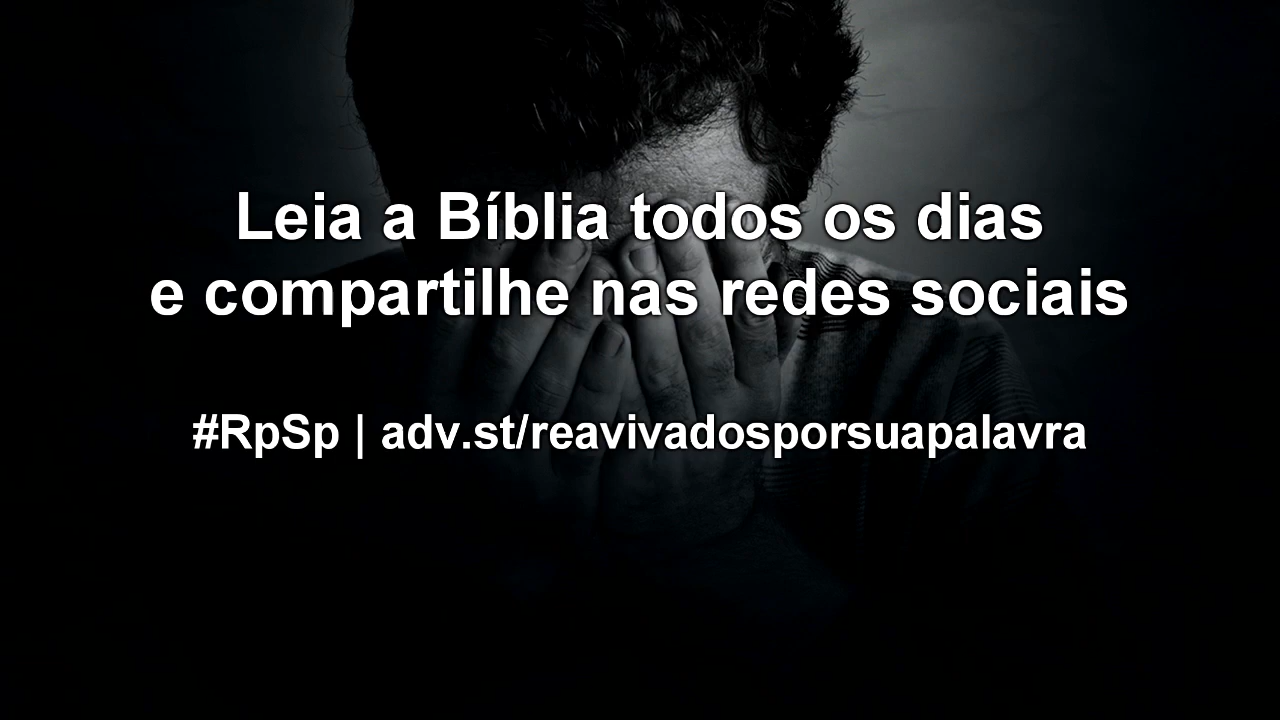 Leia a Bíblia todos os dias
e compartilhe nas redes sociais
#RpSp | adv.st/reavivadosporsuapalavra